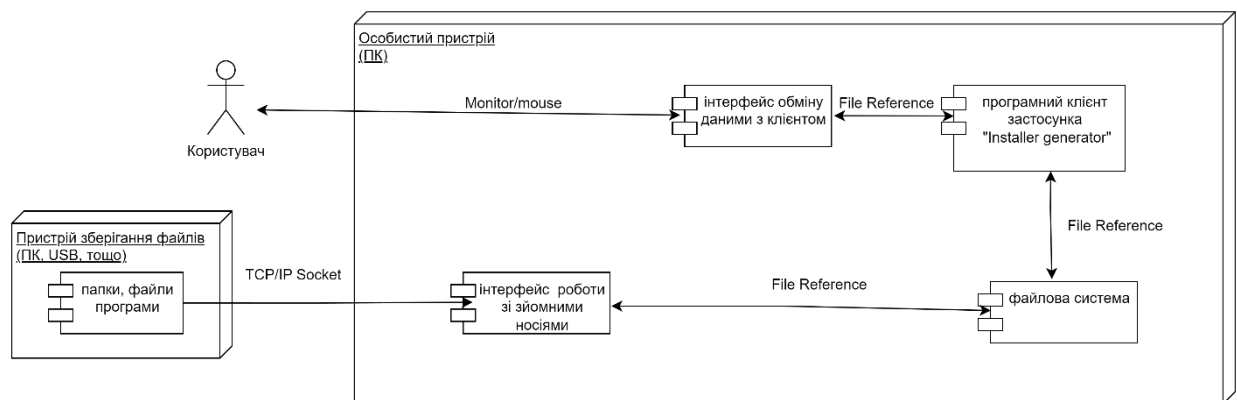 Особистий пристрій
(ПК)
Monitor/mouse
інтерфейс обміну
даними з клієнтом
File Reference
програмний клієнт
застосунка
"Installer generator"
Користувач
File Reference
Пристрій зберігання файлів
(ПК, USB, тощо)
папки, файли
програми
TCP/IP Socket
інтерфейс роботи
зі зйомними
носіями
File Reference
файлова система